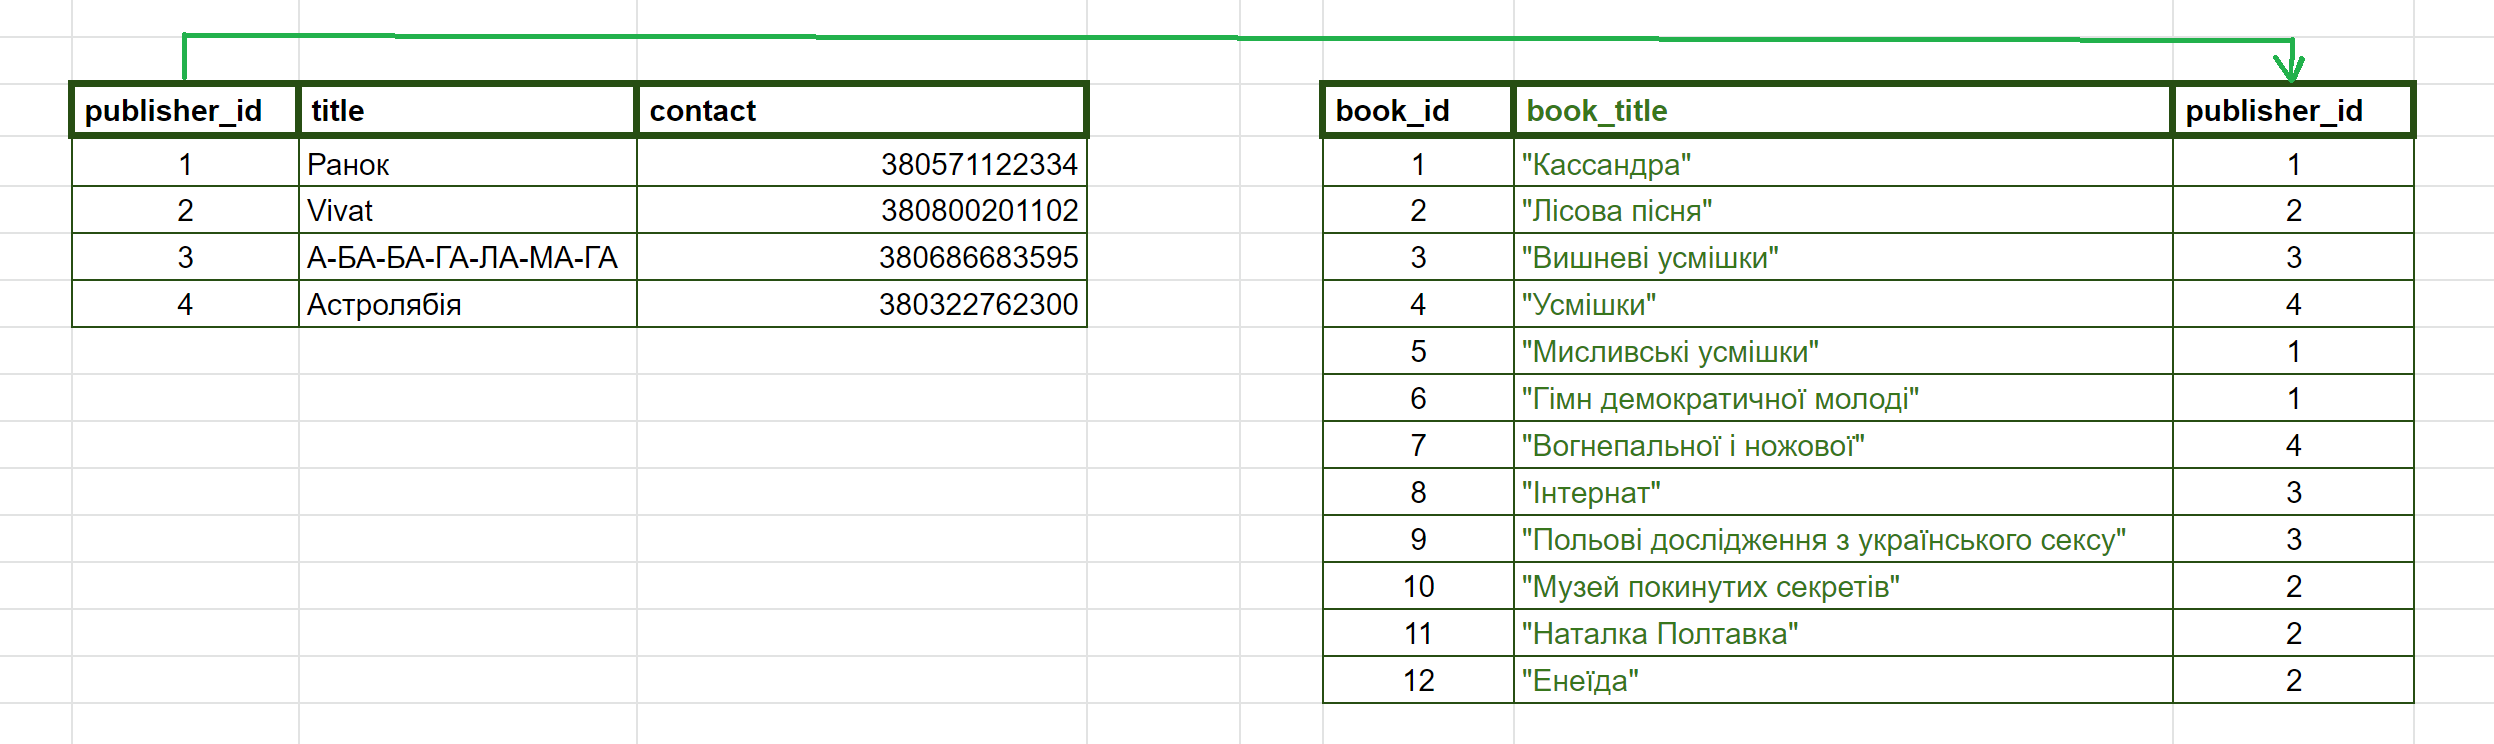 publisher_id title contact
1 Ранок 380571122334
2 Vivat 380800201102
3 А-БА-БА-ГА-ЛА-МА-ГА 380686683595
4 Астролябія 380322762300
book_id book_title publisher_id
1 "Кассандра" 1
2 "Лісова пісня" 2
3 "Вишневі усмішки" 3
4 "Усмішки" 4
5 "Мисливські усмішки" 1
6 "Гімн демократичної молоді" 1
7 "Вогнепальної і ножової" 4
8 "Інтернат" 3
9 "Польові дослідження з українського сексу" 3
10 "Музей покинутих секретів" 2
11 "Наталка Полтавка" 2
12 "Енеїда" 2